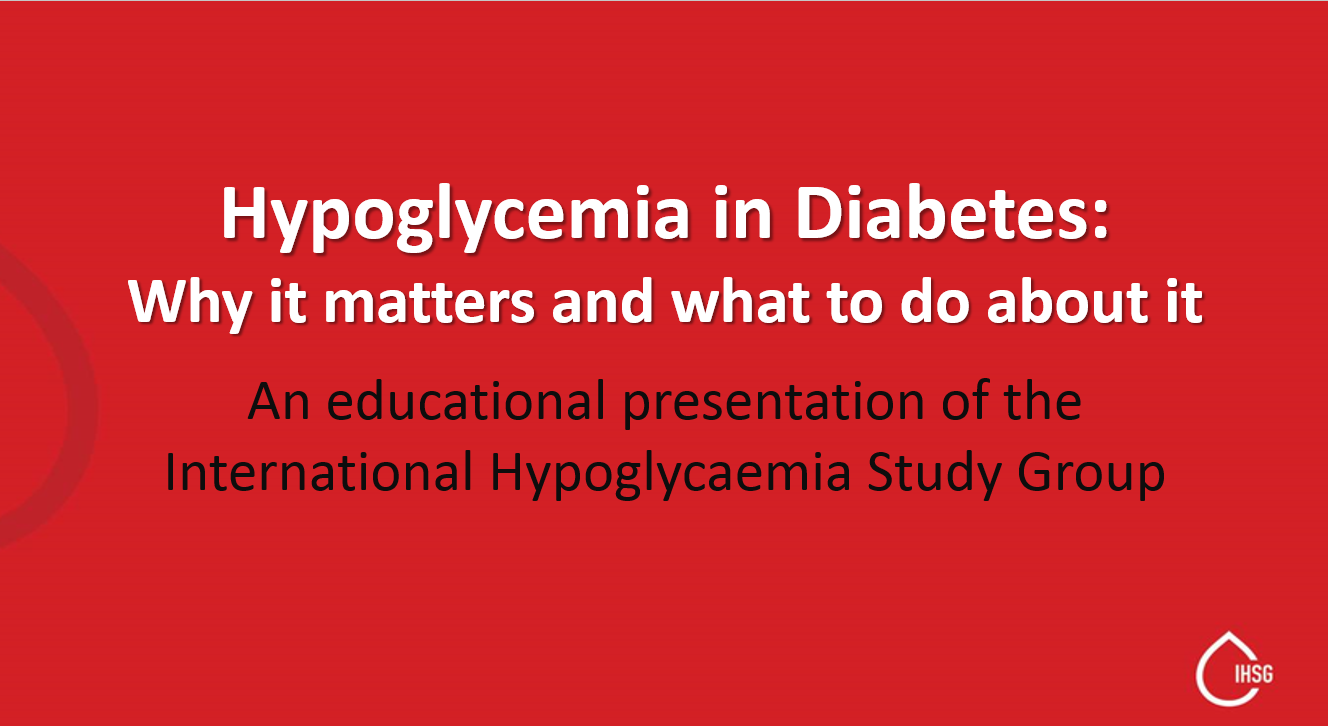 Hypoglycemia in Diabetes:
Why it matters and what to do about it
An educational presentation of the
International Hypoglycaemia Study Group
IHSG